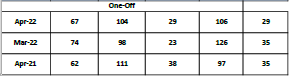 One-Off
Apr-22 67 104 29 106 29
Mar-22 74 98 23 126 35
Apr-21 62 111 38 97 35